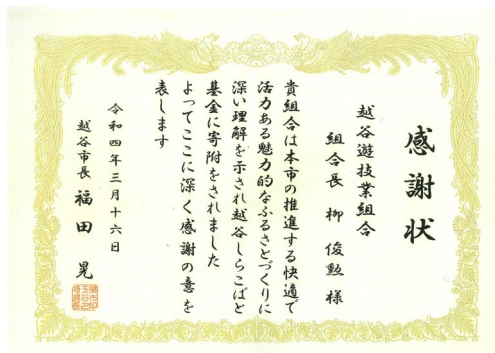 感謝状
越谷遊技業組合
組合長 柳 俊勲 様
貴組合は本市の推進する快適で
活力ある魅力的なふるさとづくりに
深い理解を示され越谷しらこばと
基金に寄附をされました
よってここに深く感謝の意を
表します
令和四年三月十六日
越谷市長 福田 晃